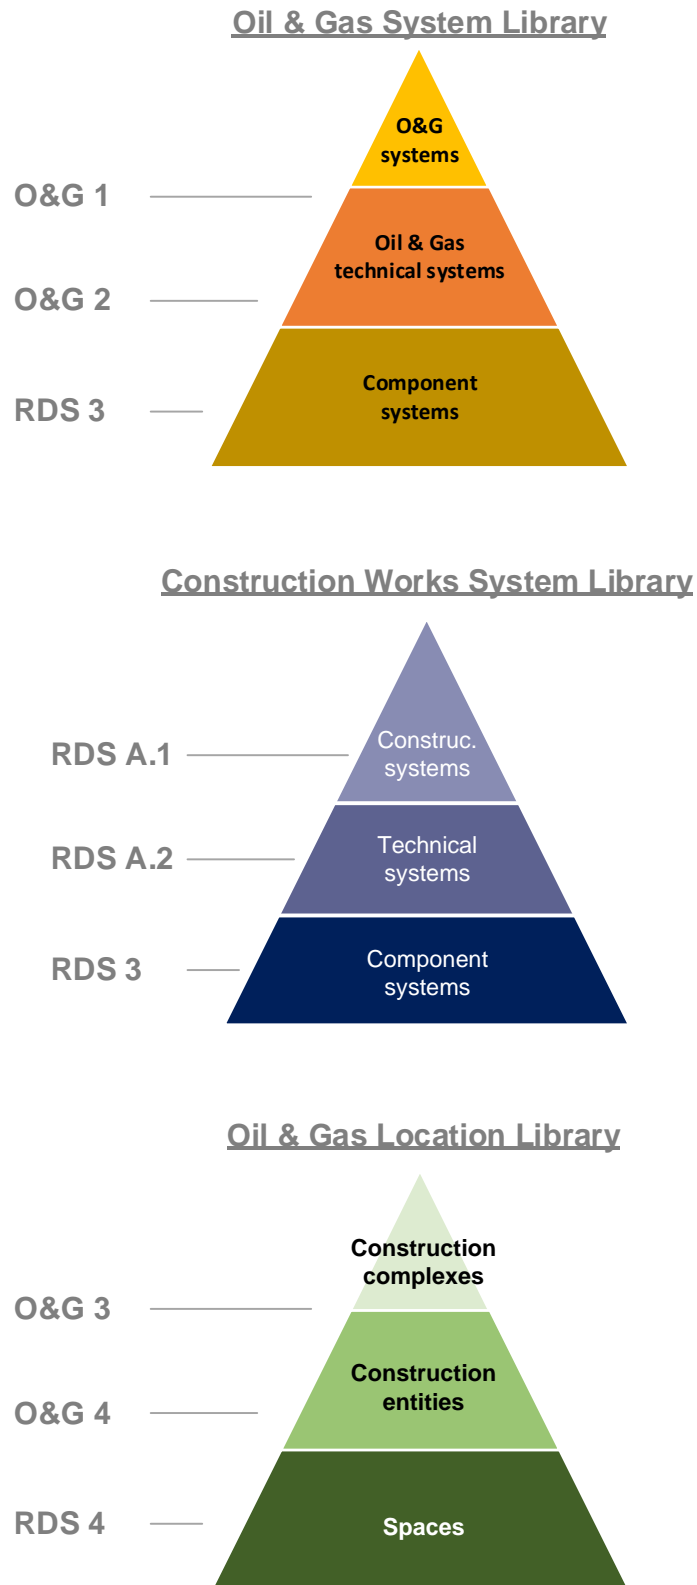 Oil & Gas System Library
O&G
systems
O&G 1
Oil & Gas
technical systems
O&G 2
Component
systems
RDS 3
Construction Works System Library
Construc.
systems
RDS A.1
Technical
systems
RDS A.2
Component
systems
RDS 3
Oil & Gas Location Library
Construction
complexes
O&G 3
Construction
entities
O&G 4
Spaces
RDS 4